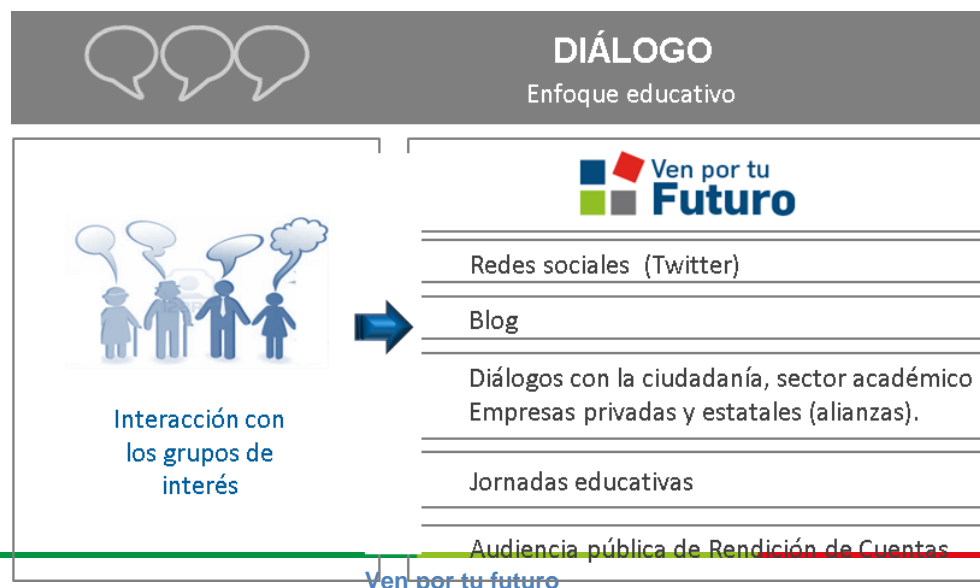 DIÁLOGO
Enfoque educativo
Ven por tu
Futuro
Interacción con
los grupos de
interés
Redes sociales (Twitter)
Blog
Diálogos con la ciudadanía, sector académico
Empresas privadas y estatales (alianzas).
Jornadas educativas
Audiencia pública de Rendición de Cuentas
Ven por tu futuro